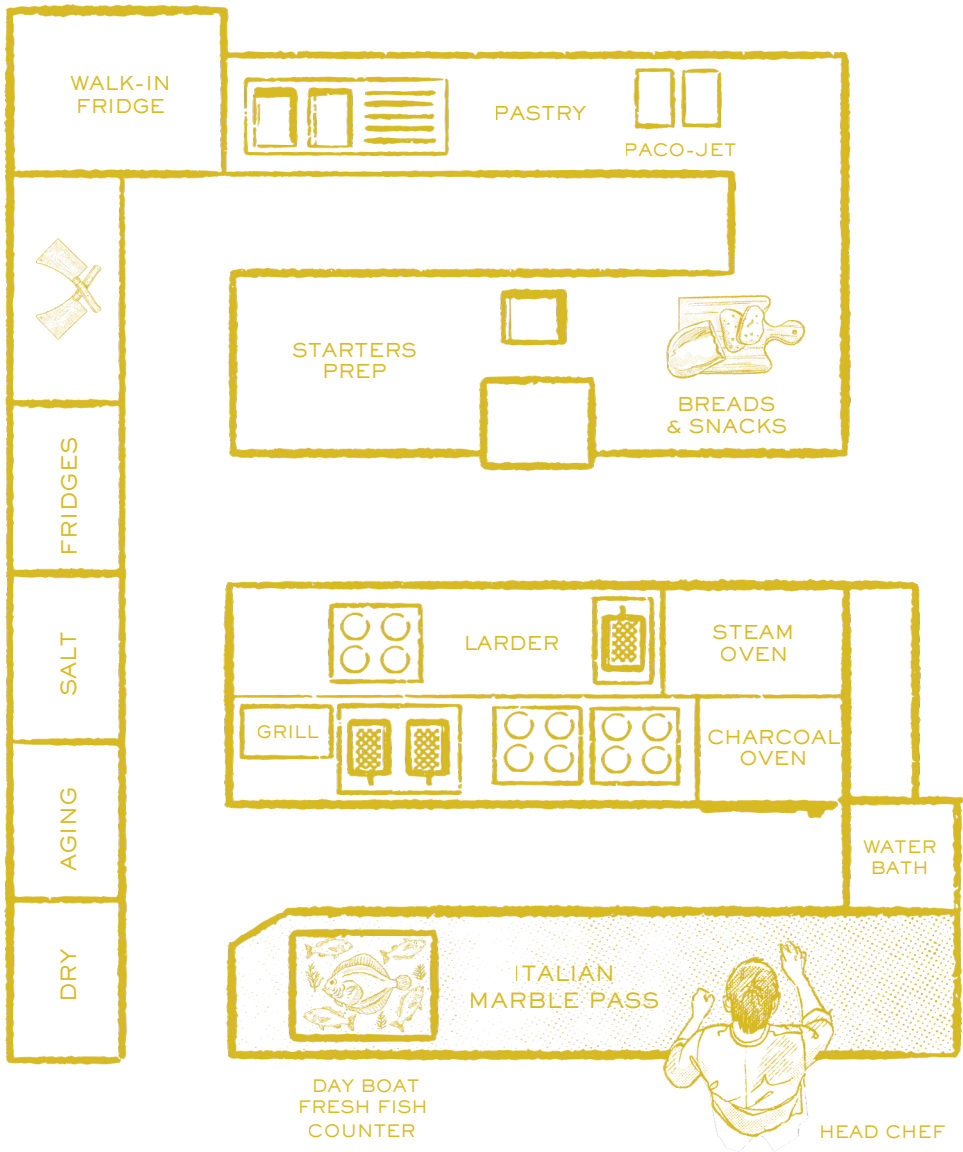 WALK-IN
FRIDGE
PASTRY
PACO-JET
STARTERS
PREP
BREADS
& SNACKS
FRIDGES
SALT
AGING
DRY
LARDER
STEAM
OVEN
GRILL
CHARCOAL
OVEN
WATER
BATH
ITALIAN
MARBLE PASS
DAY BOAT
FRESH FISH
COUNTER
HEAD CHEF